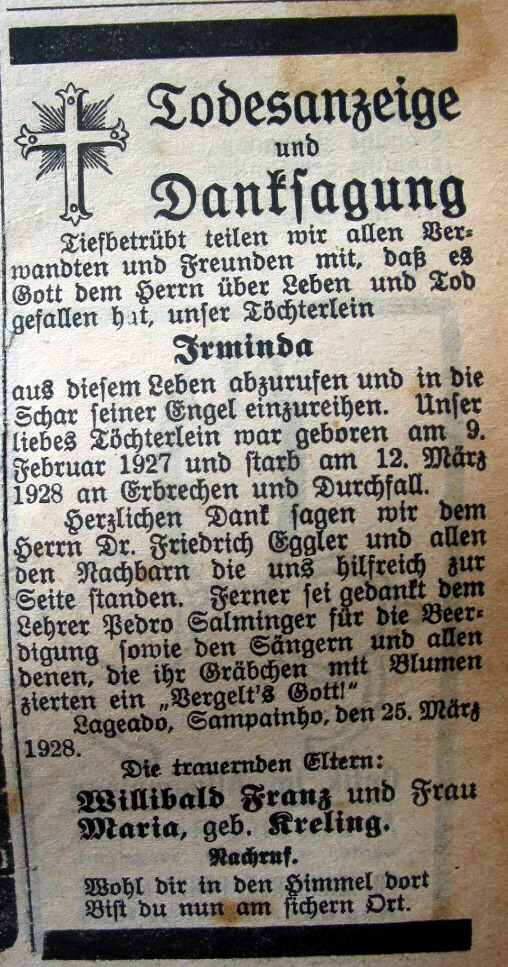 Todesanzeige
und
Danksagung
Tiefbetrübt teilen wir allen Ver-
wandten und Freunden mit, daß es
Gott dem Herrn über Leben und Tod
gefallen hat, unser Töchterlein
Irminda
aus diesem Leben abzurufen und in die
Schar seiner Engel einzureihen. Unser
liebes Töchterlein war geboren am 9.
Februar 1927 und starb am 12. März
1928 an Erbrechen und Durchfall.
Herzlichen Dank sagen wir dem
Herrn Dr. Friedrich Eggler und allen
den Nachbarn die uns hilfreich zur
Seite standen. Ferner sei gedankt dem
Lehrer Pedro Salminger für die Beer-
digung sowie den Sängern und allen
denen, die ihr Gräbchen mit Blumen
zierten ein „Vergelt's Gott!"
Lageado, Sampainho, den 25. März
1928.
Die trauernden Eltern:
Willibald Franz und Frau
Maria, geb. Kreling.
Nachruf.
Wohl dir in den Himmel dort
Bist du nun am sichern Ort.